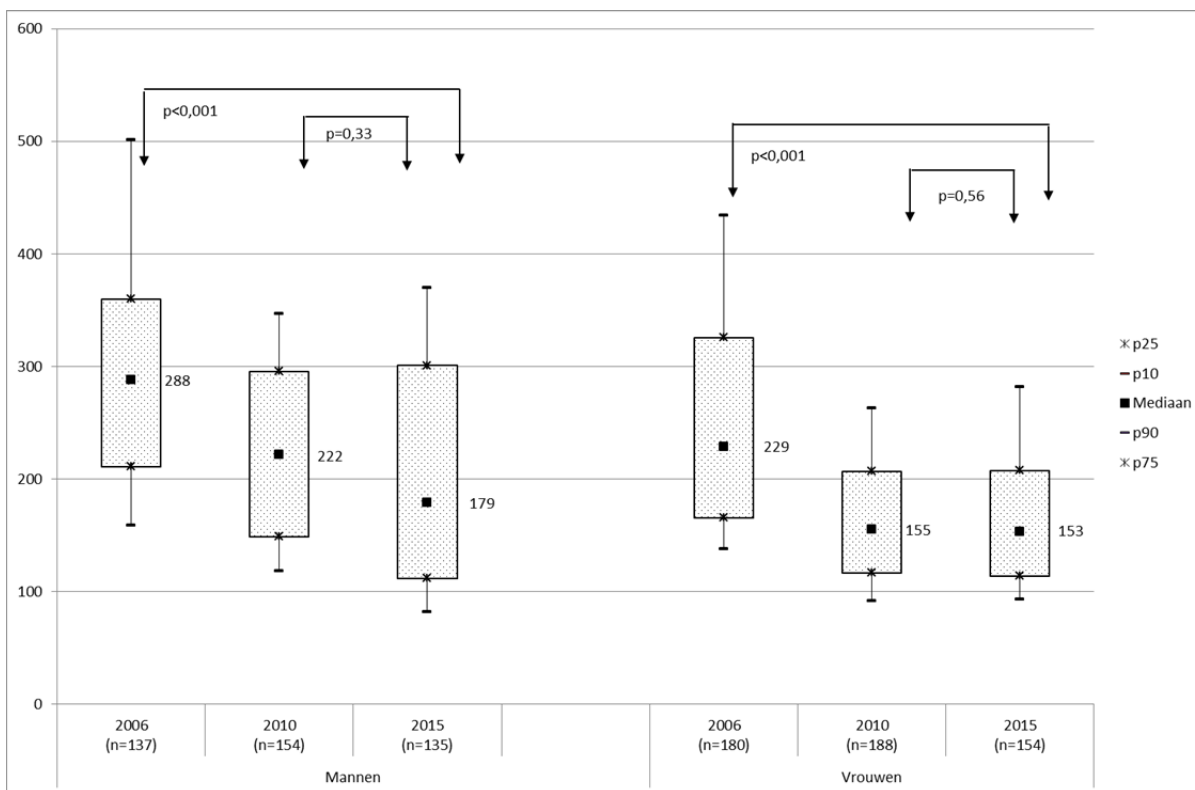 600
500
400
300
200
100
0
p<0,001
p=0,33
p<0,001
p=0,56
288
222
179
229
155
153
2006
(n=137)
2010
(n=154)
2015
(n=135)
2006
(n=180)
2010
(n=188)
2015
(n=154)
Mannen
Vrouwen
p25
p10
Mediaan
p90
p75